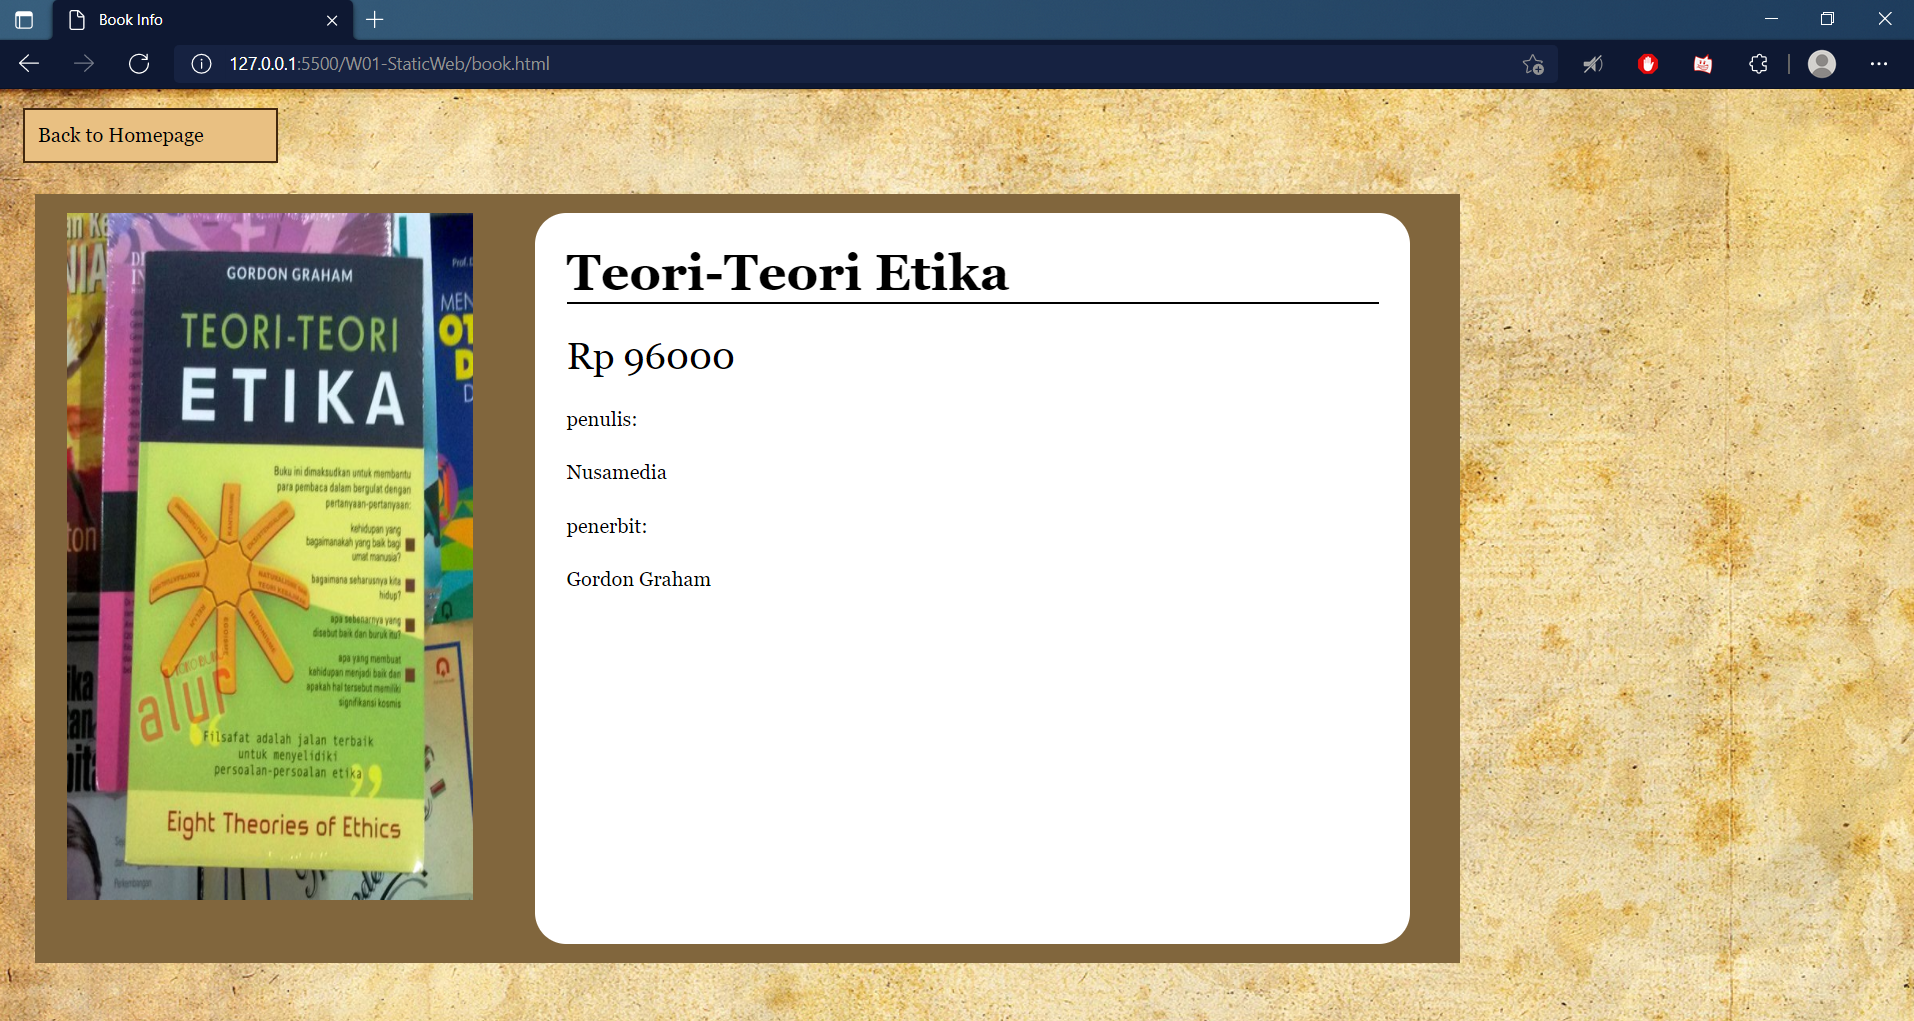 Book Info
127.0.0.1:5500/W01-StaticWeb/book.html
Back to Homepage
GORDON GRAHAM
TEORI-TEORI
ETIKA
Buku ini dimaksudkan untuk membantu
para pembaca dalam bergulat dengan
pertanyaan-pertanyaan:
kehidupan yang
bagaimanakah yang baik bagi
umat manusia?
bagaimana seharusnya kita
hidup?
apa sebenarnya yang
disebut baik dan buruk itu?
apa yang membuat
kahidupan menjadi baik dan
apakah hal tersebut memiliki
signifikansi kosmis
TOKO BUKU
alur
Filsafat adalah jalan terbaik
untuk menyelidiki
persoalan-persoalan etika
Eight Theories of Ethics
Teori-Teori Etika
Rp 96000
penulis:
Nusamedia
penerbit:
Gordon Graham